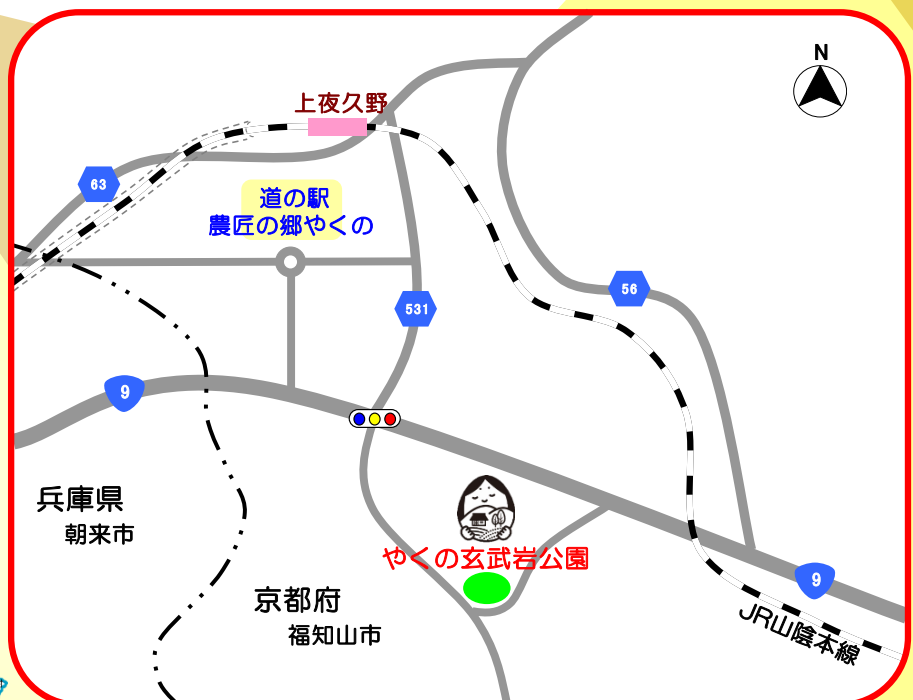 N
上夜久野
63
道の駅
農匠の郷やくの
56
531
9
兵庫県
朝来市
やくの玄武岩公園
9
京都府
福知山市
JR山陰本線